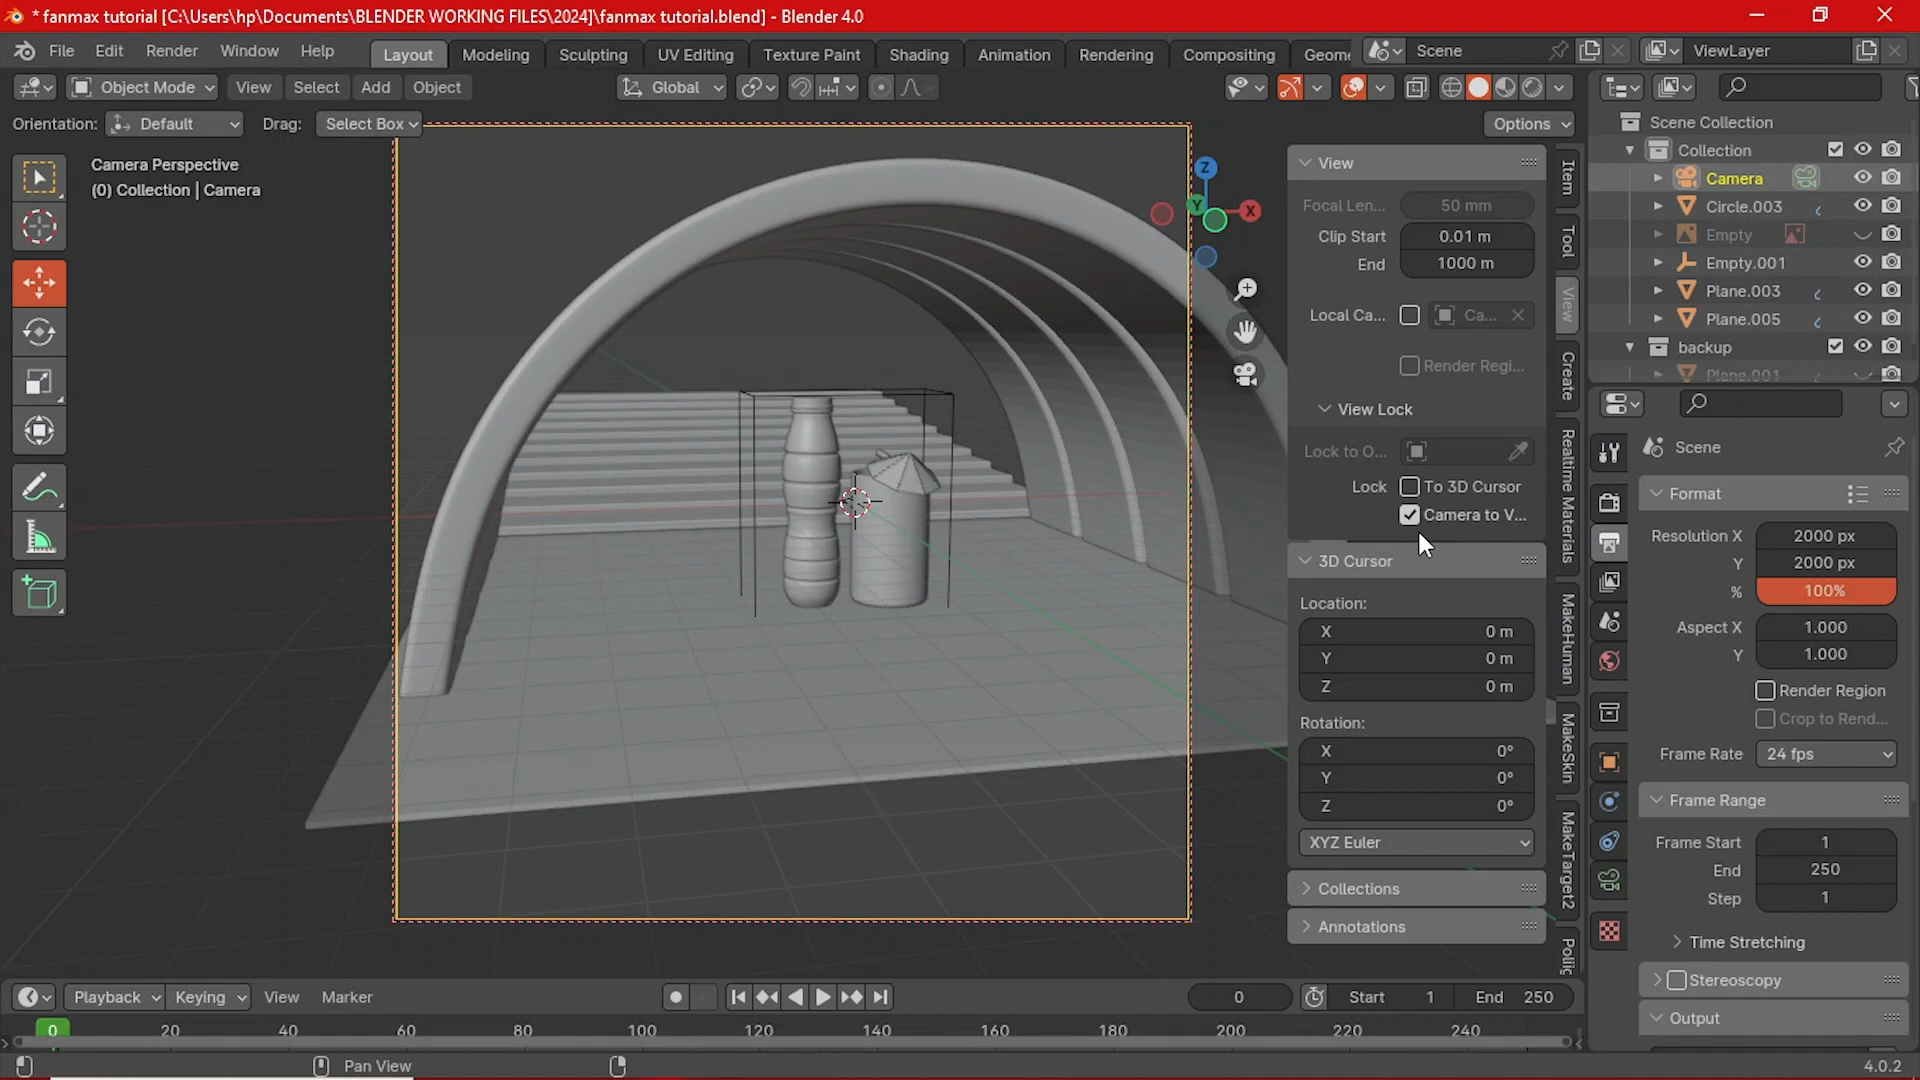 * fanmax tutorial [C:\Users\hp\Documents\BLENDER WORKING FILES\2024]\fanmax tutorial.blend] - Blender 4.0
File Edit Render Window Help Layout Modeling Sculpting UV Editing Texture Paint Shading Animation Rendering Compositing Geome Scene ViewLayer
Object Mode View Select Add Object Global
Orientation: Default Drag: Select Box Options
Camera Perspective
(0) Collection | Camera
Z
Y
X
View
Focal Len... 50 mm
Clip Start 0.01 m
End 1000 m
Local Ca... Ca...
Render Regi...
View Lock
Lock to O...
Lock To 3D Cursor
Camera to V...
3D Cursor
Location:
X 0 m
Y 0 m
Z 0 m
Rotation:
X 0°
Y 0°
Z 0°
XYZ Euler
Collections
Annotations
Item
Tool
View
Create
Realtime Materials
MakeHuman
MakeSkin
MakeTarget2
Pollig
Scene Collection
Collection
Camera
Circle.003
Empty
Empty.001
Plane.003
Plane.005
backup
Plane.001
Scene
Format
Resolution X 2000 px
Y 2000 px
% 100%
Aspect X 1.000
Y 1.000
Render Region
Crop to Rend...
Frame Rate 24 fps
Frame Range
Frame Start 1
End 250
Step 1
Time Stretching
Stereoscopy
Output
Playback Keying View Marker 0 Start 1 End 250
0 20 40 60 80 100 120 140 160 180 200 220 240
Pan View 4.0.2